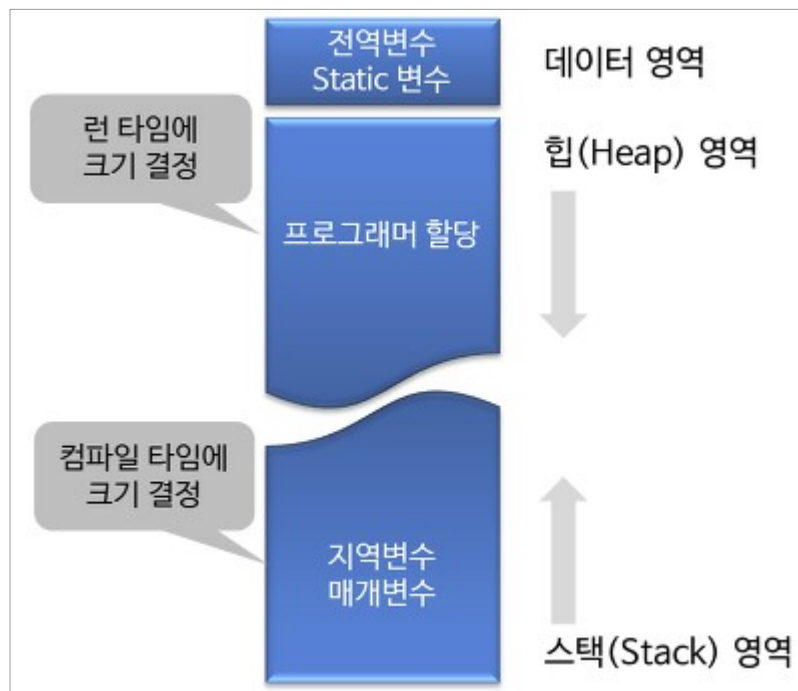 전역변수
Static 변수
데이터 영역
런 타임에
크기 결정
힙(Heap) 영역
프로그래머 할당
컴파일 타임에
크기 결정
지역변수
매개변수
스택(Stack) 영역